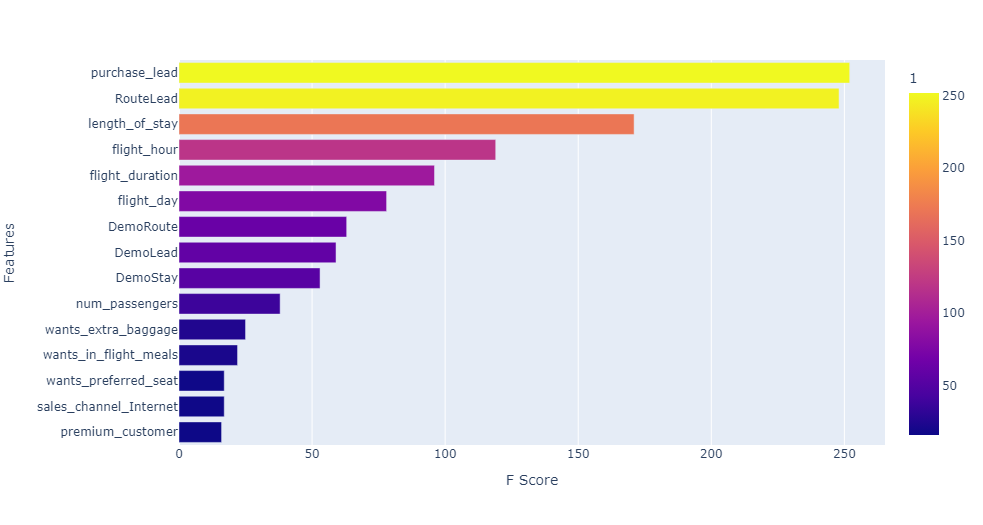 purchase_lead
RouteLead
length_of_stay
flight_hour
flight_duration
flight_day
DemoRoute
DemoLead
DemoStay
num_passengers
wants_extra_baggage
wants_in_flight_meals
wants_preferred_seat
sales_channel_Internet
premium_customer
Features
0 50 100 150 200 250
F Score
1
250
200
150
100
50